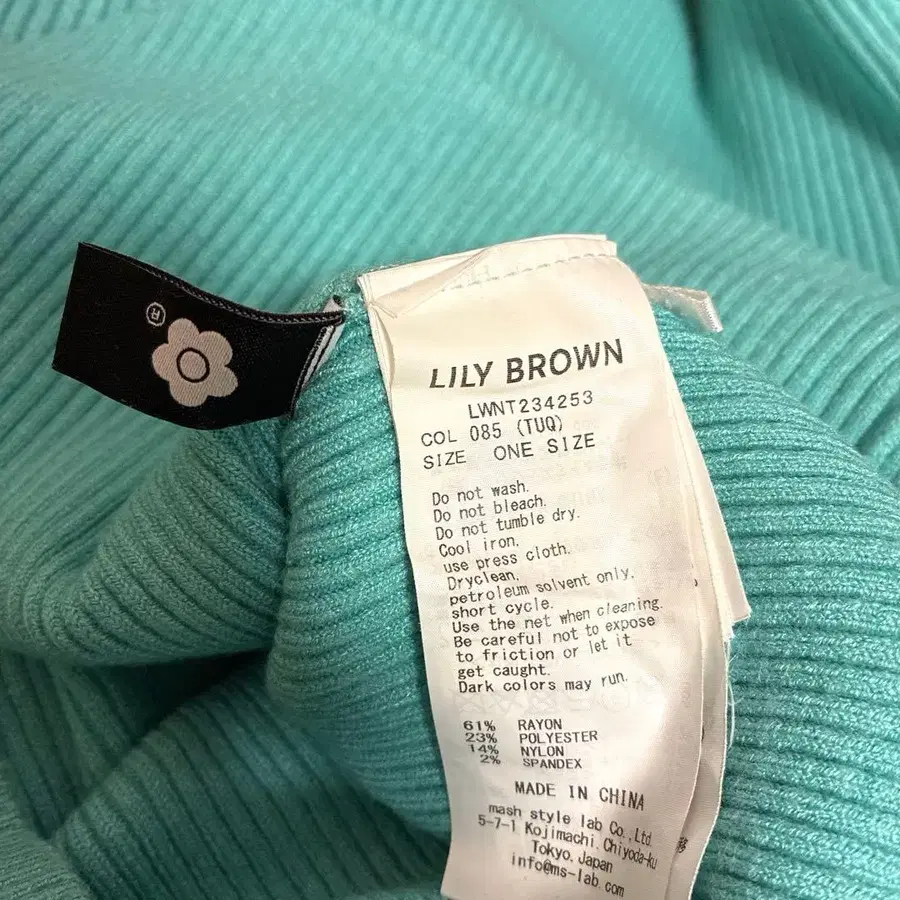 ®
LILY BROWN
LWNT234253
COL 085 (TUQ)
SIZE ONE SIZE
Do not wash.
Do not bleach.
Do not tumble dry.
Cool iron.
use press cloth.
Dryclean.
petroleum solvent only.
short cycle.
Use the net when cleaning.
Be careful not to expose
to friction or let it
get caught.
Dark colors may run.
61% RAYON
23% POLYESTER
14% NYLON
2% SPANDEX
MADE IN CHINA
mash style lab Co.,Ltd.
5-7-1 Kojimachi, Chiyoda-ku
Tokyo, Japan
info@ms-lab.com